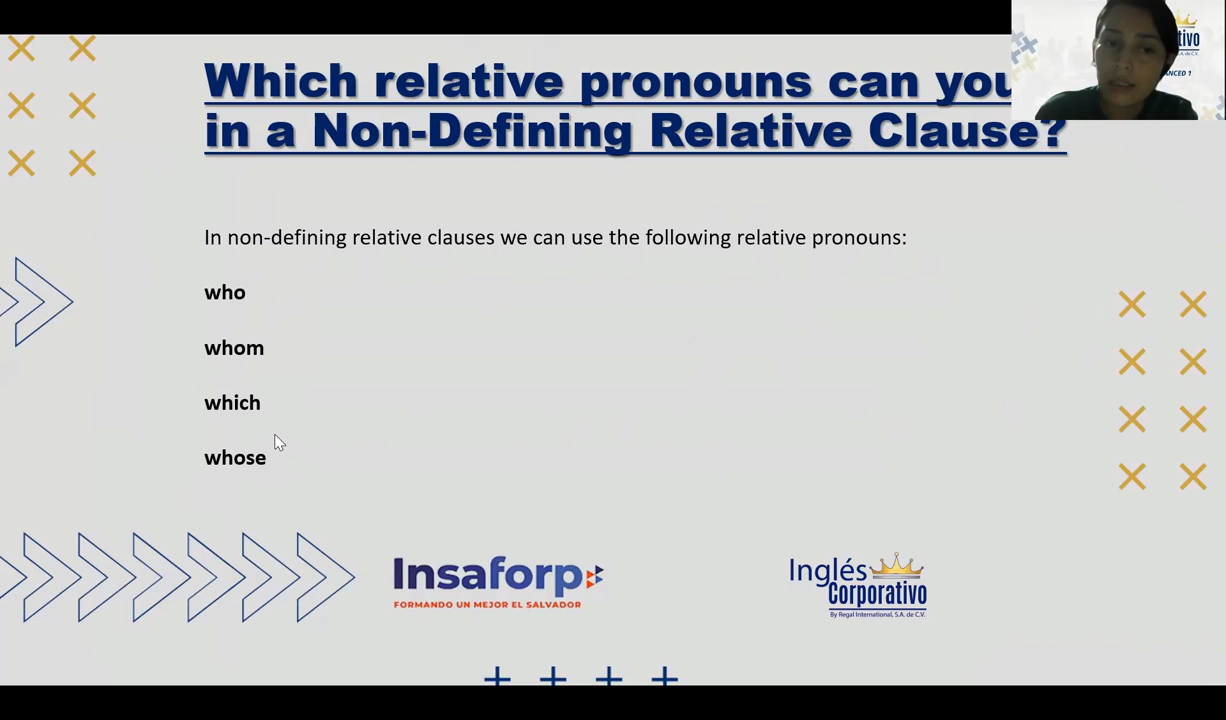 Which relative pronouns can you
in a Non-Defining Relative Clause?
In non-defining relative clauses we can use the following relative pronouns:
who
whom
which
whose
Insaforp
FORMANDO UN MEJOR EL SALVADOR
Inglés
Corporativo
By Regal International, S.A. de C.V.